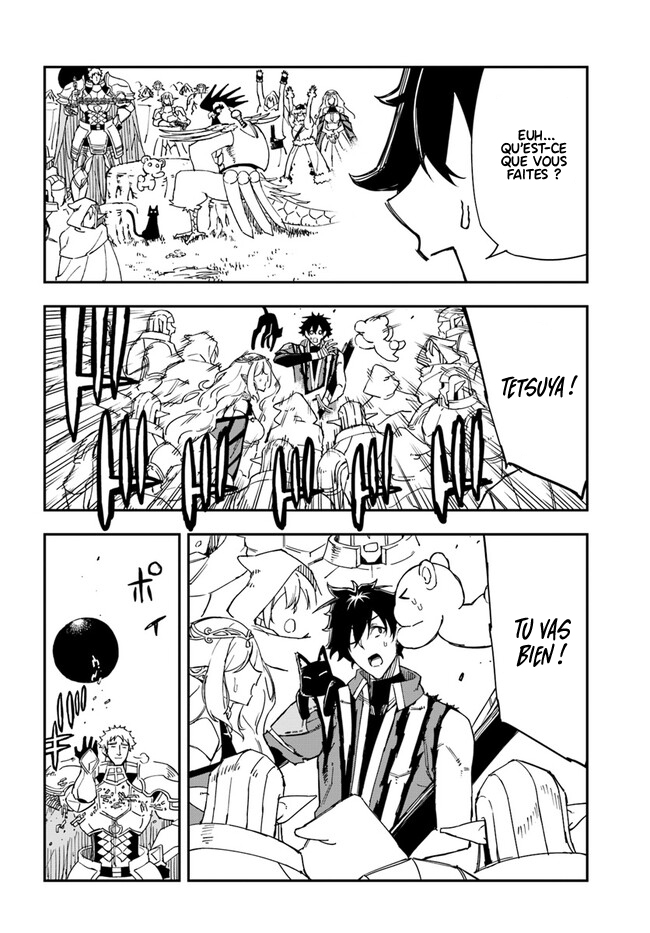 EUH...
QU'EST-CE
QUE VOUS
FAITES ?
TETSUYA !
TU VAS
BIEN !
ポ
イ